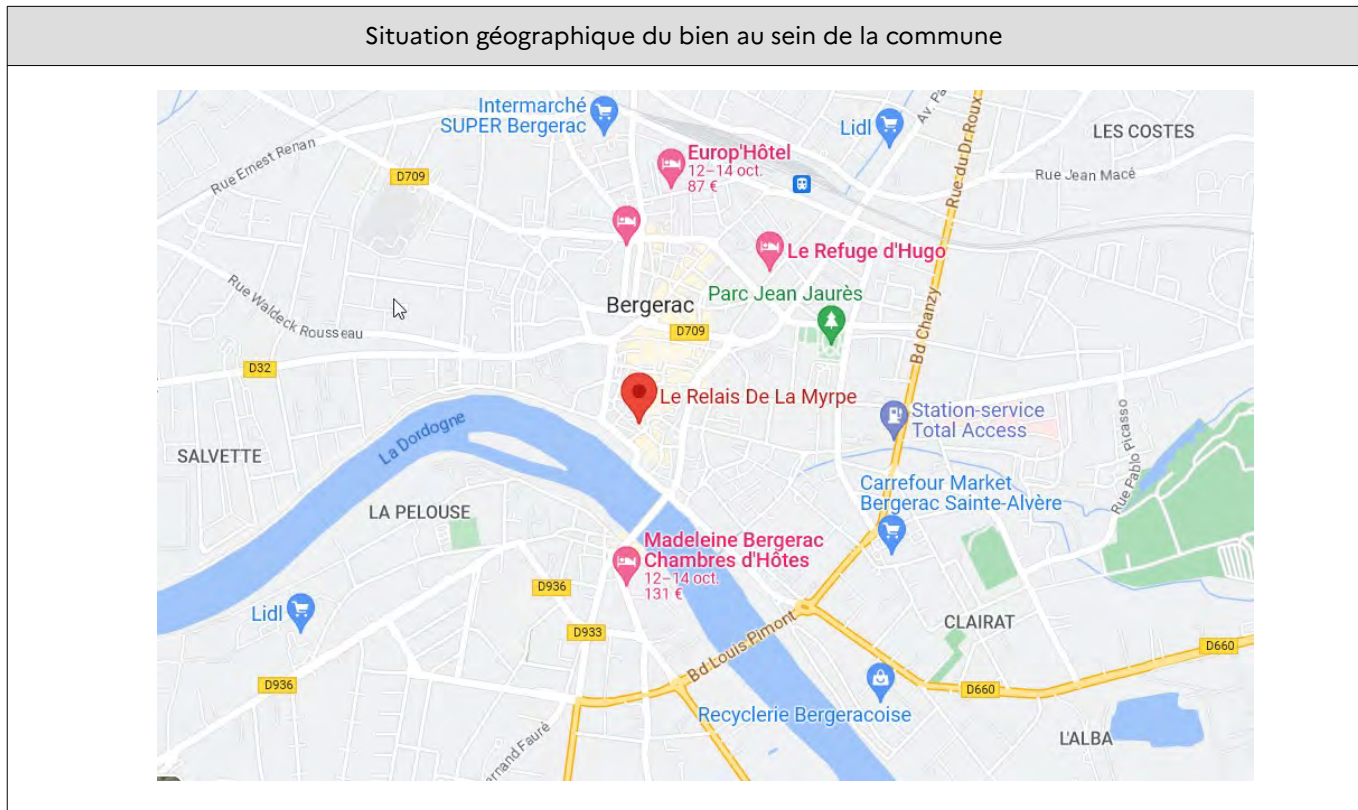 Situation géographique du bien au sein de la commune
Intermarché
SUPER Bergerac
Lidl
Av. Pa
Rue du Dr Roux
LES COSTES
Rue Ernest Renan
Europ'Hôtel
12–14 oct.
87 €
D709
Rue Jean Macé
Le Refuge d'Hugo
Rue Waldeck Rousseau
Bergerac
Parc Jean Jaurès
D709
Bd Chanzy
D32
Le Relais De La Myrpe
Station-service
Total Access
Rue Pablo Picasso
La Dordogne
SALVETTE
LA PELOUSE
Carrefour Market
Bergerac Sainte-Alvère
Madeleine Bergerac
Chambres d'Hôtes
12–14 oct.
131 €
D936
Lidl
D933
CLAIRAT
Bd Louis Pimont
D660
D936
D660
Recyclerie Bergeracoise
ernand Fauré
L'ALBA